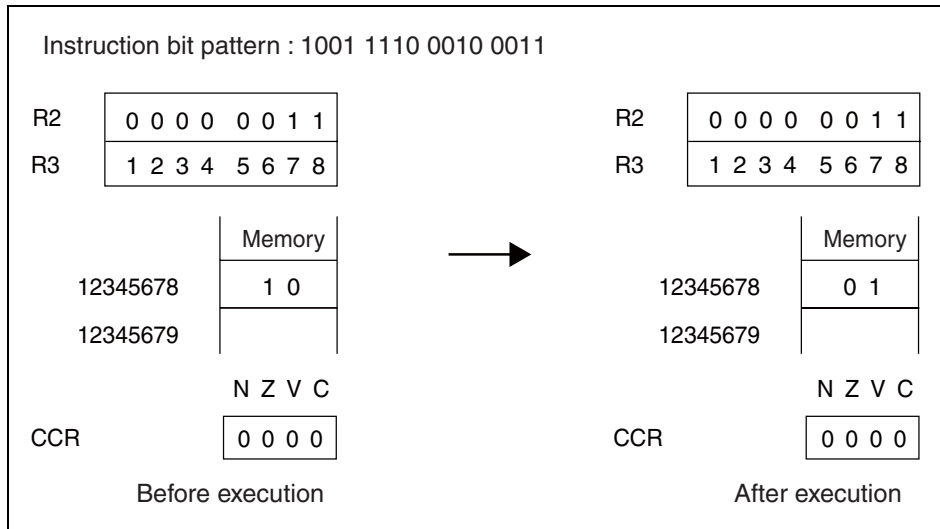 Instruction bit pattern : 1001 1110 0010 0011
R2 0 0 0 0 0 0 1 1
R3 1 2 3 4 5 6 7 8
Memory
12345678 1 0
12345679
N Z V C
CCR 0 0 0 0
Before execution
R2 0 0 0 0 0 0 1 1
R3 1 2 3 4 5 6 7 8
Memory
12345678 0 1
12345679
N Z V C
CCR 0 0 0 0
After execution